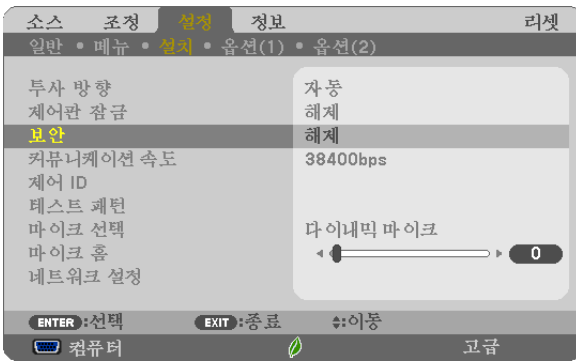 소스 조정 설정 정보 리셋
일반 • 메뉴 • 설치 • 옵션(1) • 옵션(2)
투사 방향 자동
제어판 잠금 해제
보안 해제
커뮤니케이션 속도 38400bps
제어 ID
테스트 패턴
마이크 선택 다이내믹 마이크
마이크 홈 0
네트워크 설정
ENTER :선택 EXIT :종료 :이동
컴퓨터 고급